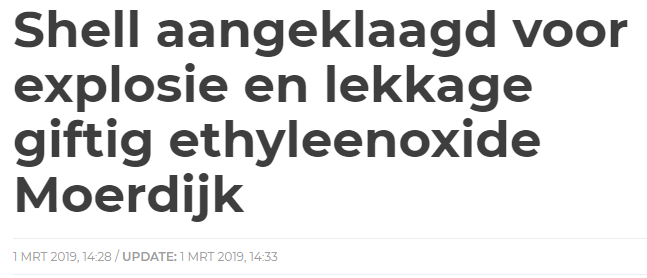 Shell aangeklaagd voor
explosie en lekkage
giftig ethyleenoxide
Moerdijk
1 MRT 2019, 14:28 / UPDATE: 1 MRT 2019, 14:33